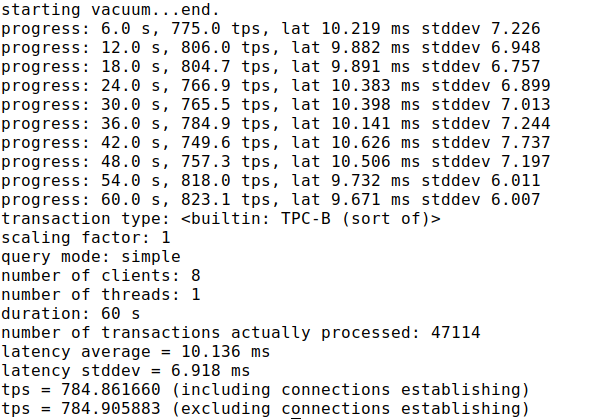 starting vacuum...end.
progress: 6.0 s, 775.0 tps, lat 10.219 ms stddev 7.226
progress: 12.0 s, 806.0 tps, lat 9.882 ms stddev 6.948
progress: 18.0 s, 804.7 tps, lat 9.891 ms stddev 6.757
progress: 24.0 s, 766.9 tps, lat 10.383 ms stddev 6.899
progress: 30.0 s, 765.5 tps, lat 10.398 ms stddev 7.013
progress: 36.0 s, 784.9 tps, lat 10.141 ms stddev 7.244
progress: 42.0 s, 749.6 tps, lat 10.626 ms stddev 7.737
progress: 48.0 s, 757.3 tps, lat 10.506 ms stddev 7.197
progress: 54.0 s, 818.0 tps, lat 9.732 ms stddev 6.011
progress: 60.0 s, 823.1 tps, lat 9.671 ms stddev 6.007
transaction type: <builtin: TPC-B (sort of)>
scaling factor: 1
query mode: simple
number of clients: 8
number of threads: 1
duration: 60 s
number of transactions actually processed: 47114
latency average = 10.136 ms
latency stddev = 6.918 ms
tps = 784.861660 (including connections establishing)
tps = 784.905883 (excluding connections establishing)